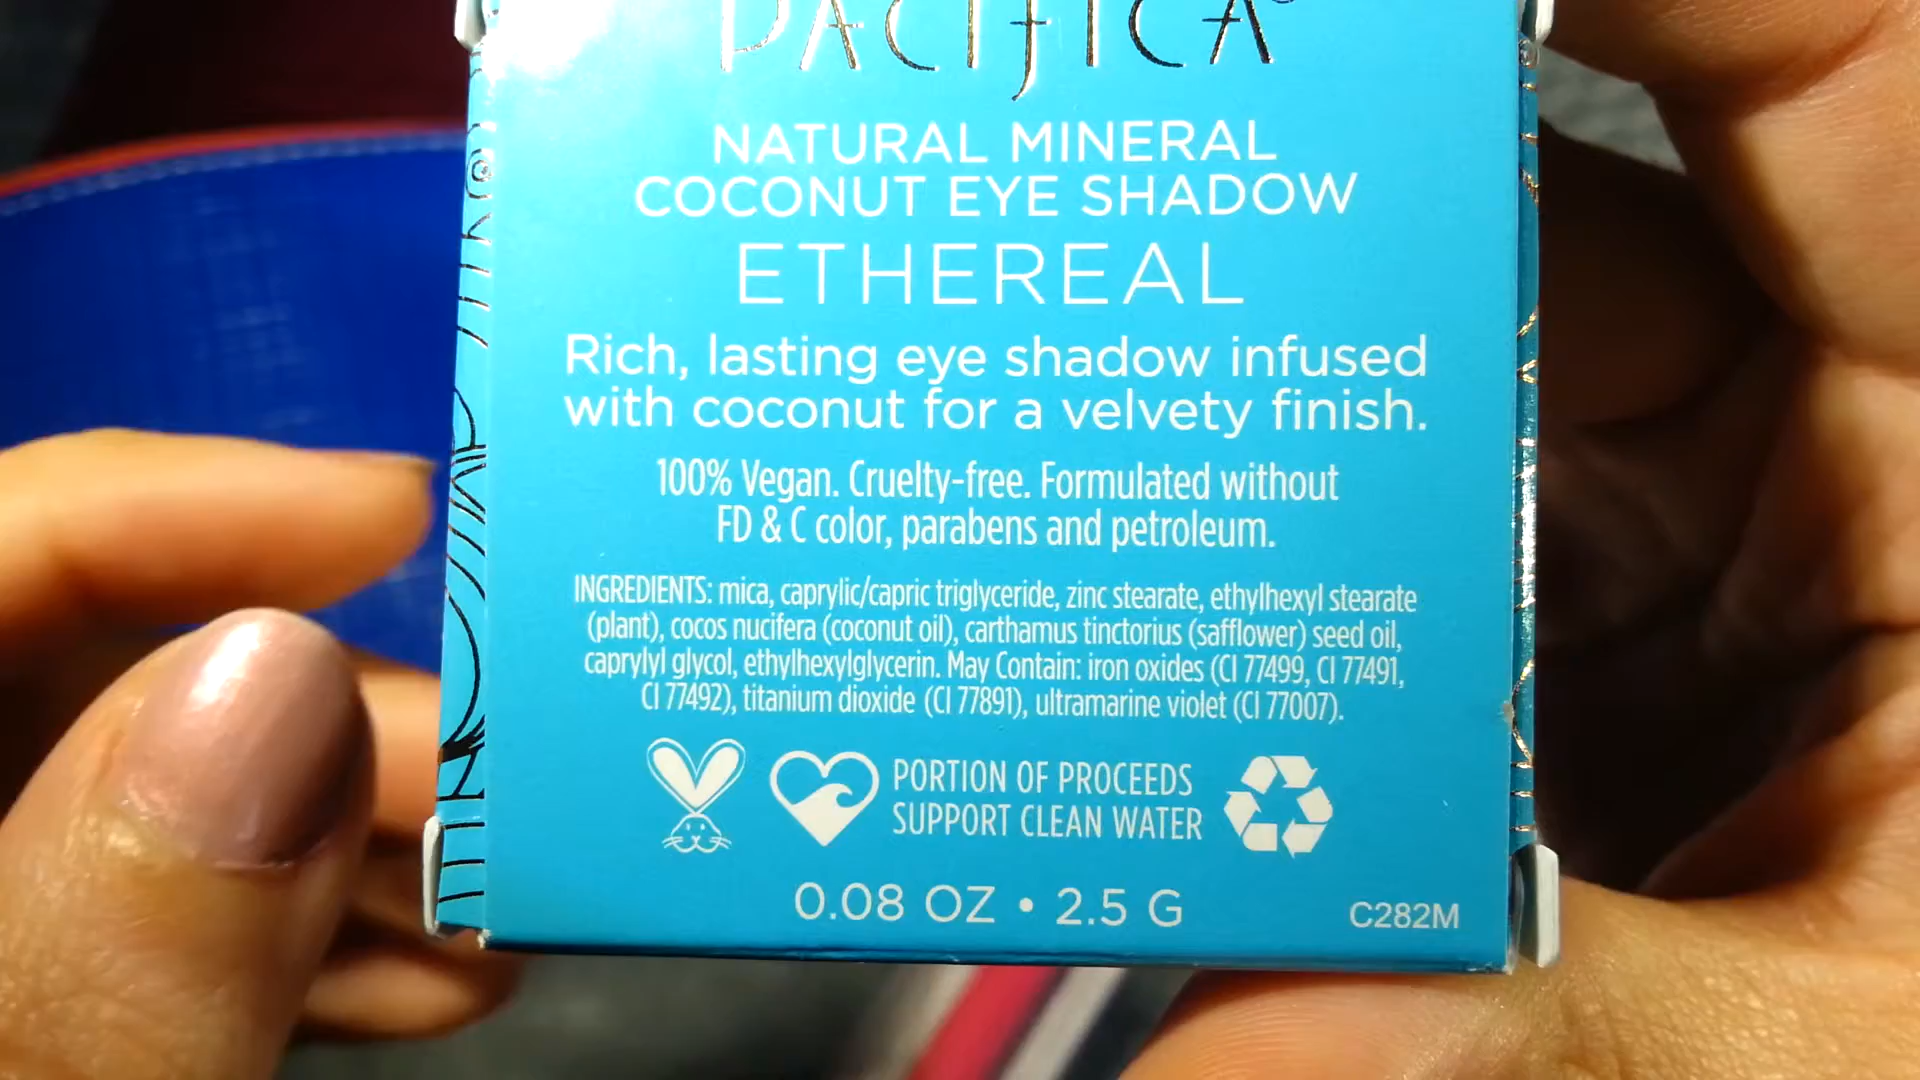 PACIFICA
NATURAL MINERAL
COCONUT EYE SHADOW
ETHEREAL
Rich, lasting eye shadow infused
with coconut for a velvety finish.
100% Vegan. Cruelty-free. Formulated without
FD & C color, parabens and petroleum.
INGREDIENTS: mica, caprylic/capric triglyceride, zinc stearate, ethylhexyl stearate
(plant), cocos nucifera (coconut oil), carthamus tinctorius (safflower) seed oil,
caprylyl glycol, ethylhexylglycerin. May Contain: iron oxides (CI 77499, CI 77491,
CI 77492), titanium dioxide (CI 77891), ultramarine violet (CI 77007).
PORTION OF PROCEEDS
SUPPORT CLEAN WATER
0.08 OZ • 2.5 G
C282M